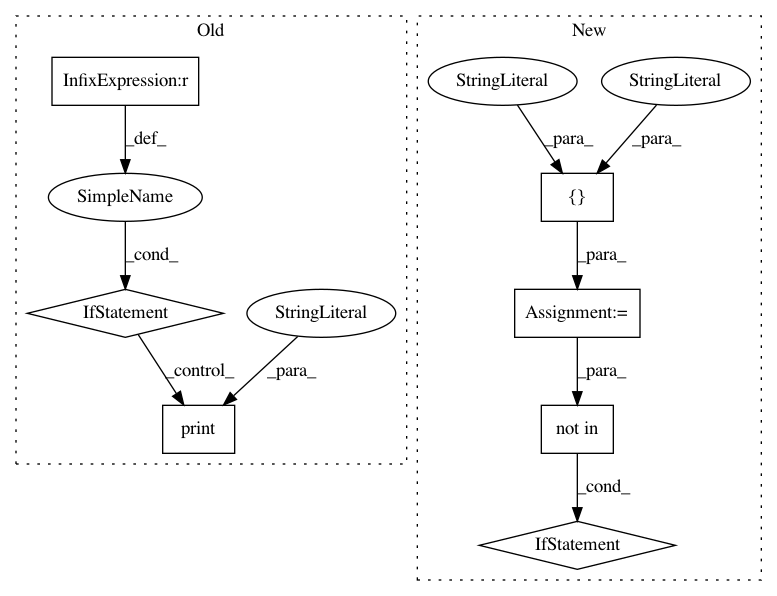 Old
InfixExpression:r
_def_
SimpleName
_cond_
IfStatement
StringLiteral
_control_
_para_
print
New
StringLiteral
StringLiteral
_para_
_para_
{}
_para_
Assignment:=
_para_
not in
_cond_
IfStatement